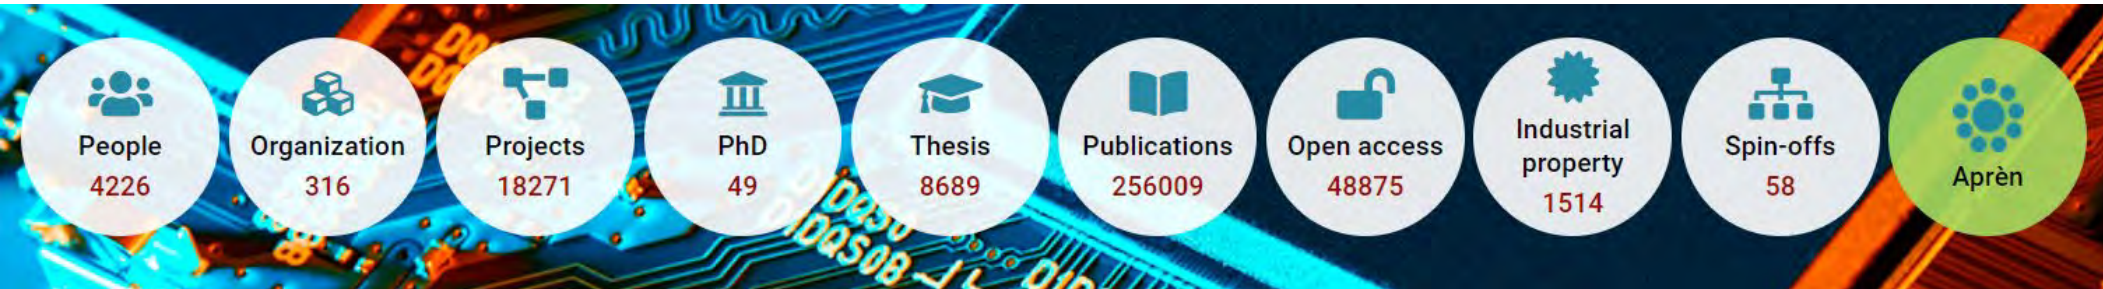 People
4226
Organization
316
Projects
18271
PhD
49
Thesis
8689
Publications
256009
Open access
48875
Industrial
property
1514
Spin-offs
58
Aprèn
DIDQS0B